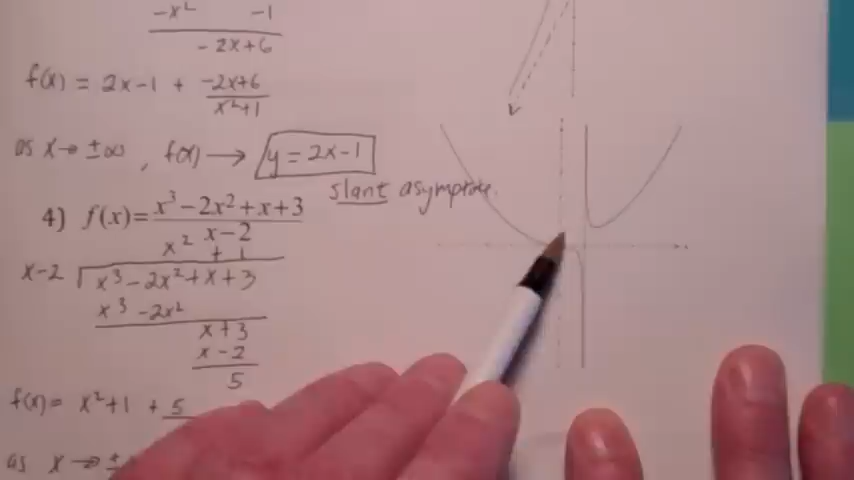 -x² -1
-2x+6
f(x) = 2x-1 + -2x+6
x²+1
as x→ ±∞, f(x) → y = 2x-1
slant asymptote.
4) f(x)= x³−2x²+x+3
x−2
x² + 1
x-2 √x³-2x²+x+3
x³-2x²
x+3
x-2
5
f(x)= x²+1 + 5
as x→ ±